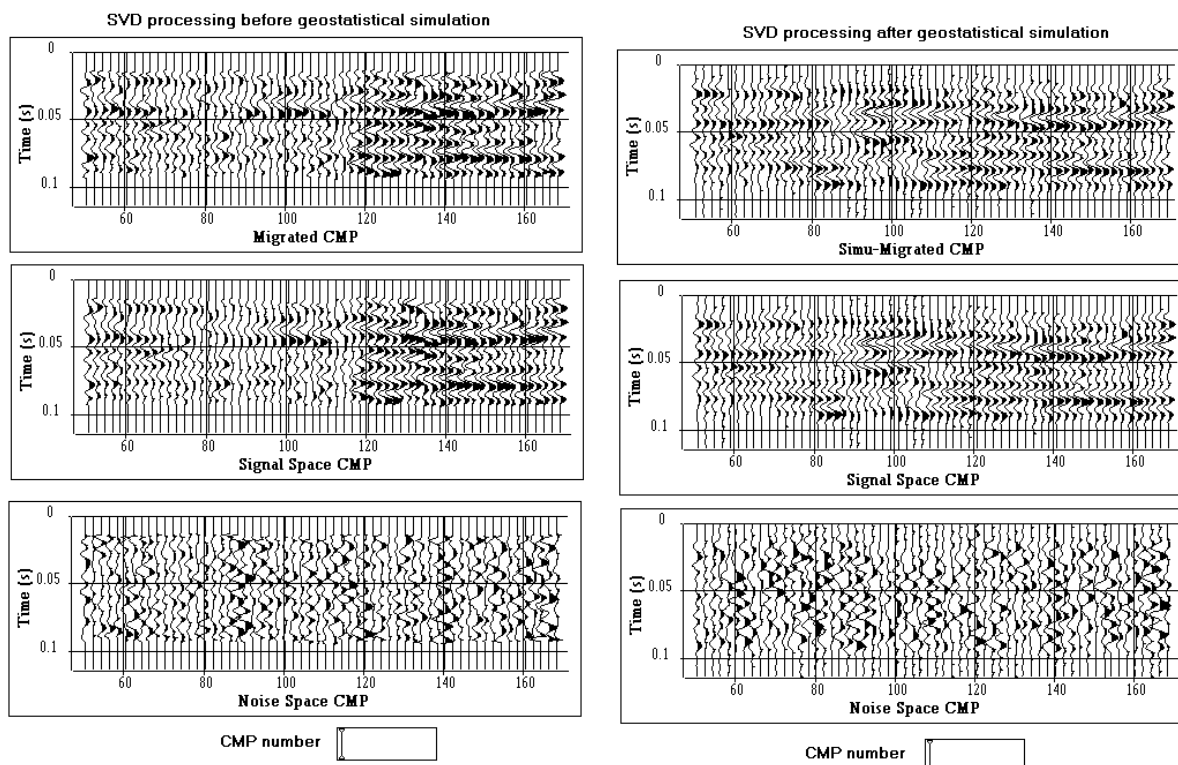 SVD processing before geostatistical simulation
0
0.05
0.1
Time (s)
60 80 100 120 140 160
Migrated CMP
0
0.05
0.1
Time (s)
60 80 100 120 140 160
Signal Space CMP
0
0.05
0.1
Time (s)
60 80 100 120 140 160
Noise Space CMP
CMP number
SVD processing after geostatistical simulation
0
0.05
0.1
Time (s)
60 80 100 120 140 160
Simu-Migrated CMP
0
0.05
0.1
Time (s)
60 80 100 120 140 160
Signal Space CMP
0
0.05
0.1
Time (s)
60 80 100 120 140 160
Noise Space CMP
CMP number